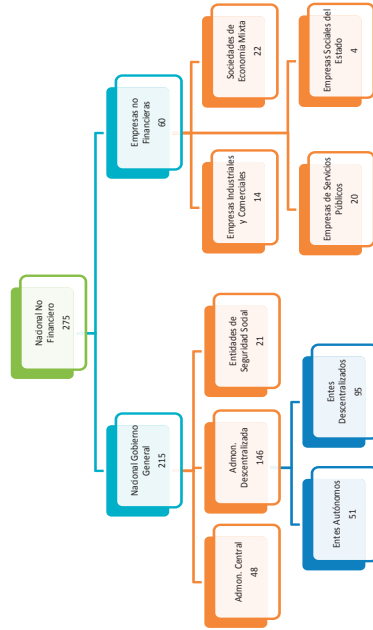 Nacional No
Financiero
275
Nacional Gobierno
General
215
Empresas no
Financieras
60
Admon. Central
48
Admon.
Descentralizada
146
Entidades de
Seguridad Social
21
Entes Autónomos
51
Entes
Descentralizados
95
Empresas Industriales
y Comerciales
14
Sociedades de
Economía Mixta
22
Empresas de Servicios
Públicos
20
Empresas Sociales del
Estado
4